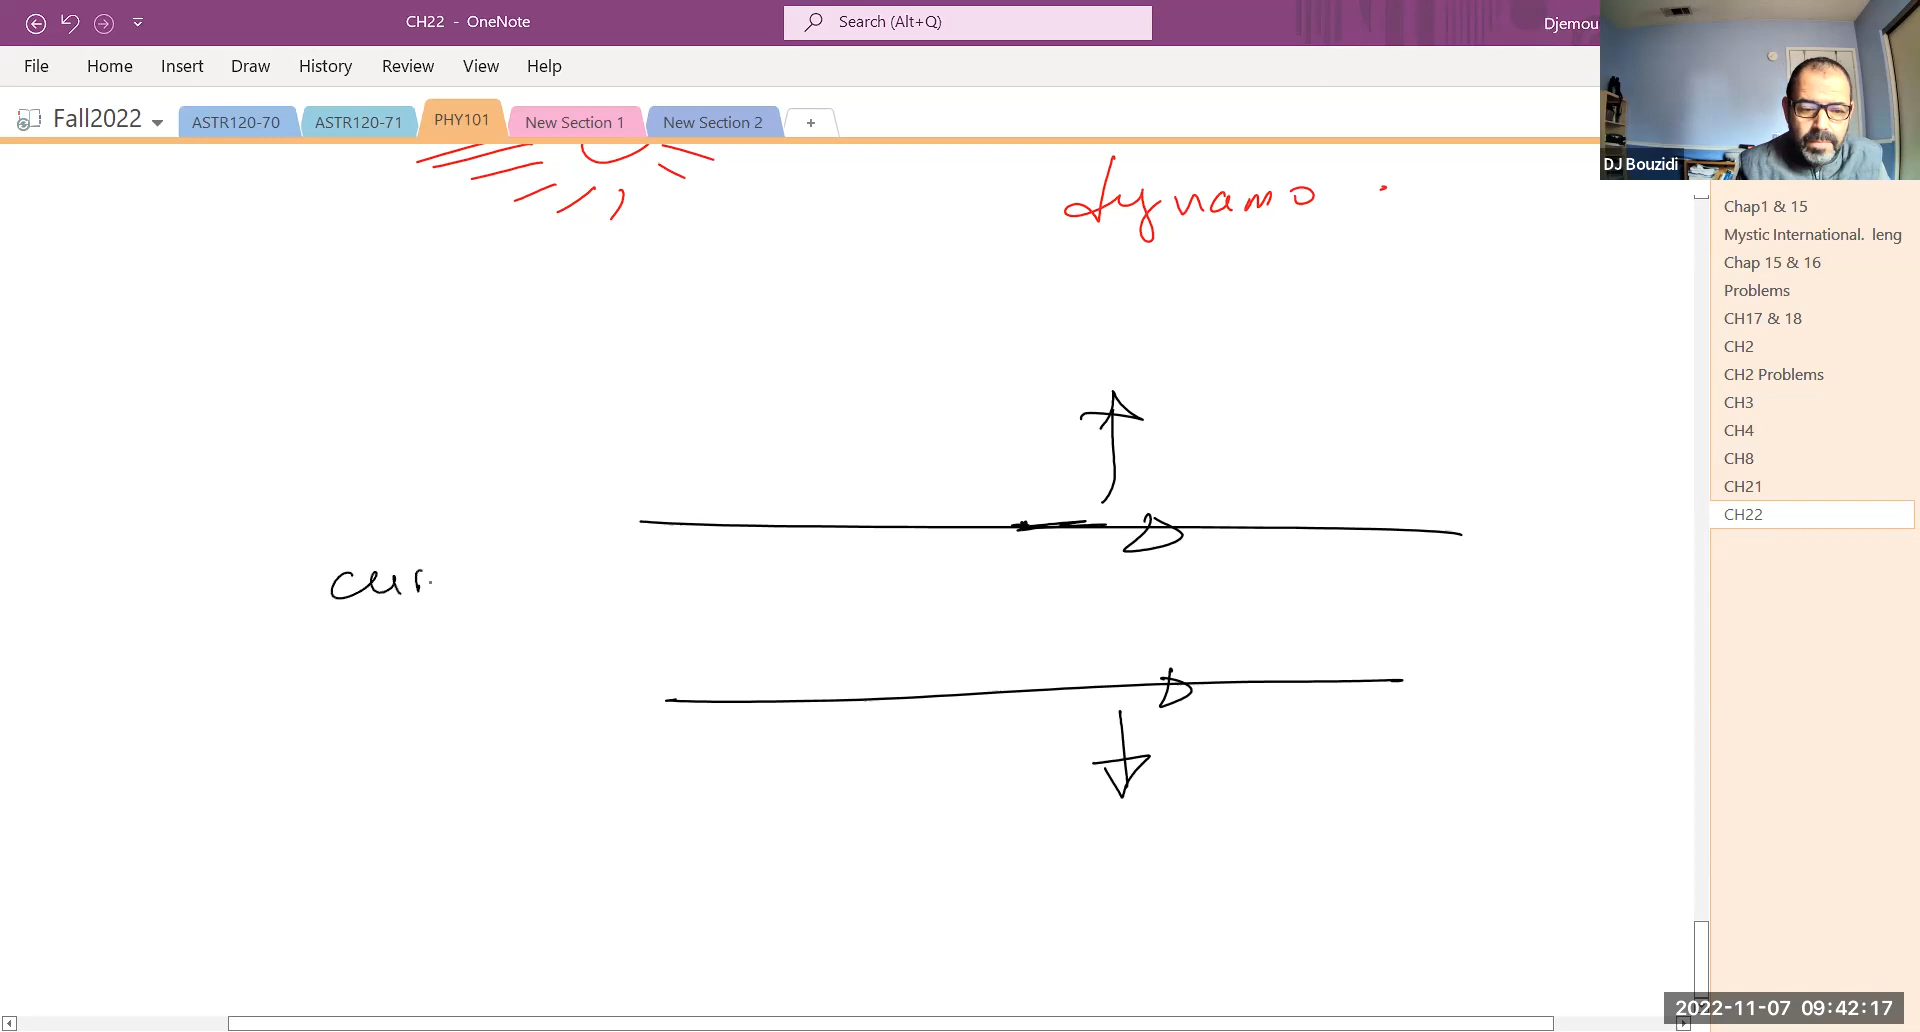 CH22 - OneNote
Search (Alt+Q)
Djemou
File Home Insert Draw History Review View Help
Fall2022
ASTR120-70
ASTR120-71
PHY101
New Section 1
New Section 2
+
DJ Bouzidi
dynamo
cur
Chap1 & 15
Mystic International. leng
Chap 15 & 16
Problems
CH17 & 18
CH2
CH2 Problems
CH3
CH4
CH8
CH21
CH22
2022-11-07 09:42:17